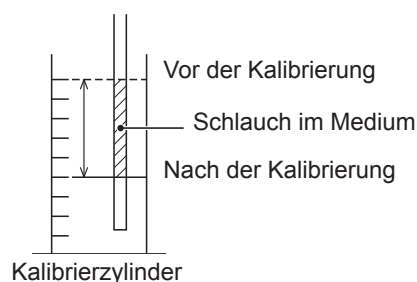 Vor der Kalibrierung
Schlauch im Medium
Nach der Kalibrierung
Kalibrierzylinder